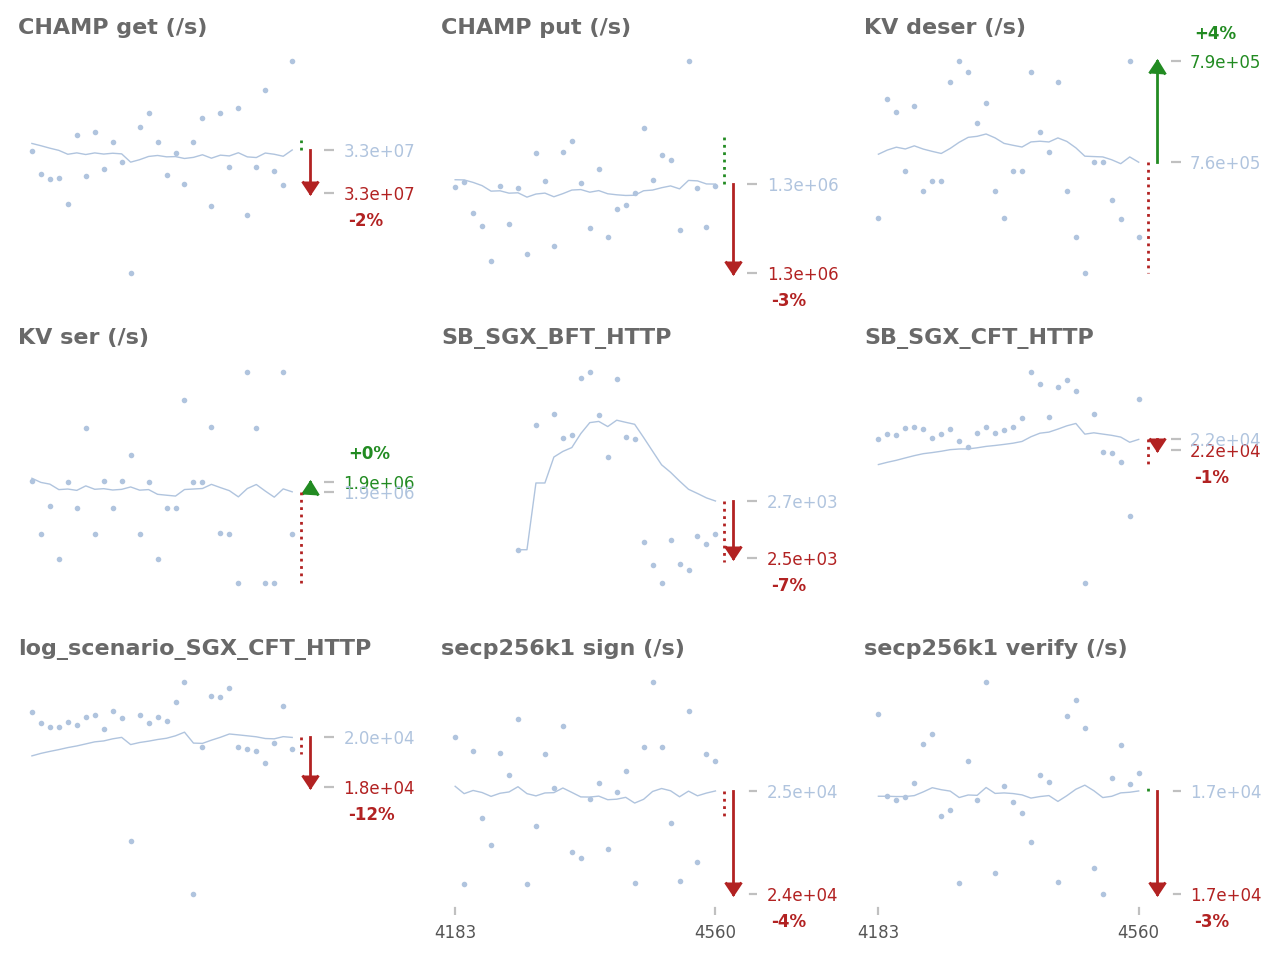 CHAMP get (/s)
3.3e+07
3.3e+07
-2%
CHAMP put (/s)
1.3e+06
1.3e+06
-3%
KV deser (/s)
+4%
7.9e+05
7.6e+05
KV ser (/s)
+0%
1.9e+06
1.9e+06
SB_SGX_BFT_HTTP
2.7e+03
2.5e+03
-7%
SB_SGX_CFT_HTTP
2.2e+04
2.2e+04
-1%
log_scenario_SGX_CFT_HTTP
2.0e+04
1.8e+04
-12%
secp256k1 sign (/s)
2.5e+04
2.4e+04
-4%
4183
4560
secp256k1 verify (/s)
1.7e+04
1.7e+04
-3%
4183
4560